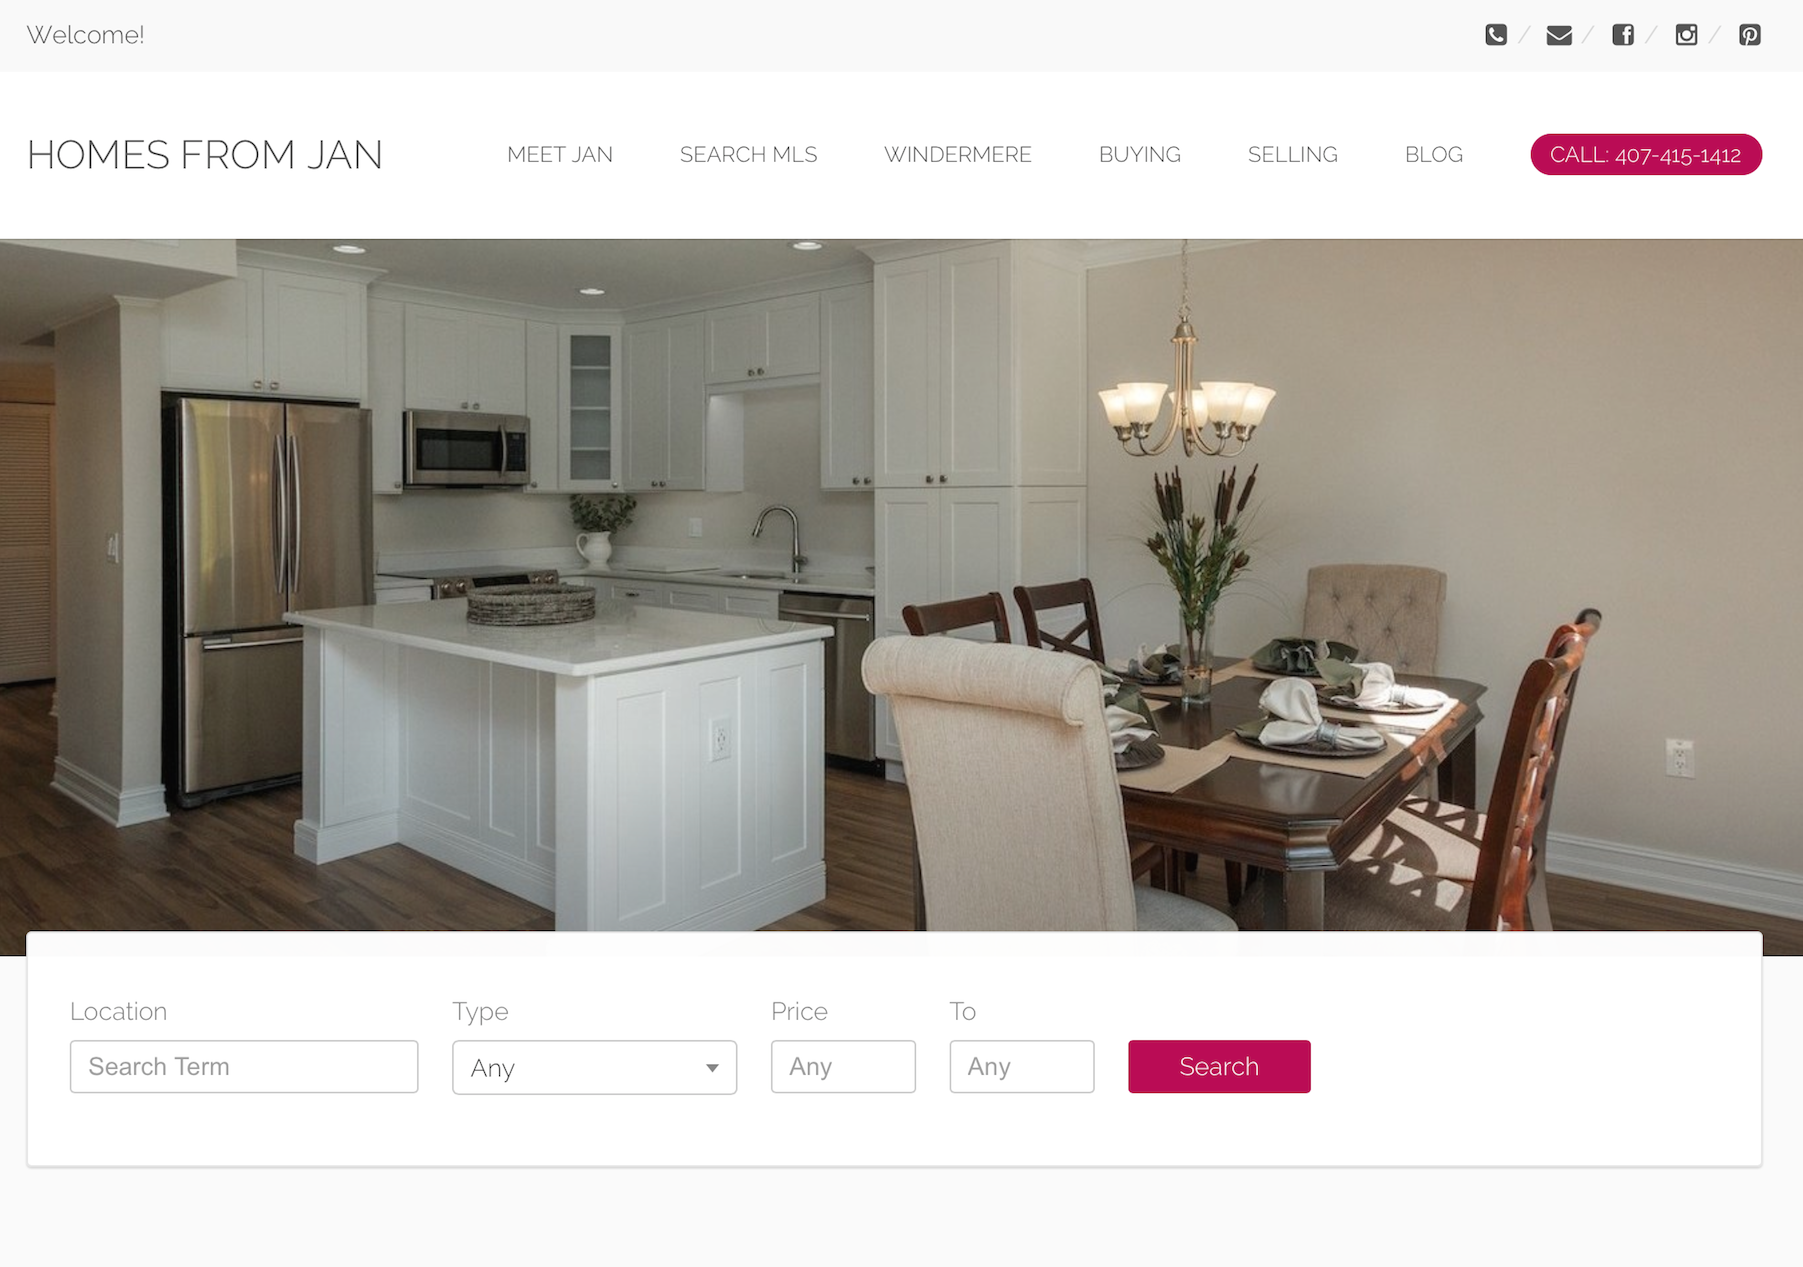 Welcome!
HOMES FROM JAN
MEET JAN
SEARCH MLS
WINDERMERE
BUYING
SELLING
BLOG
CALL: 407-415-1412
Location
Type
Price
To
Search Term
Any
Any
Any
Search